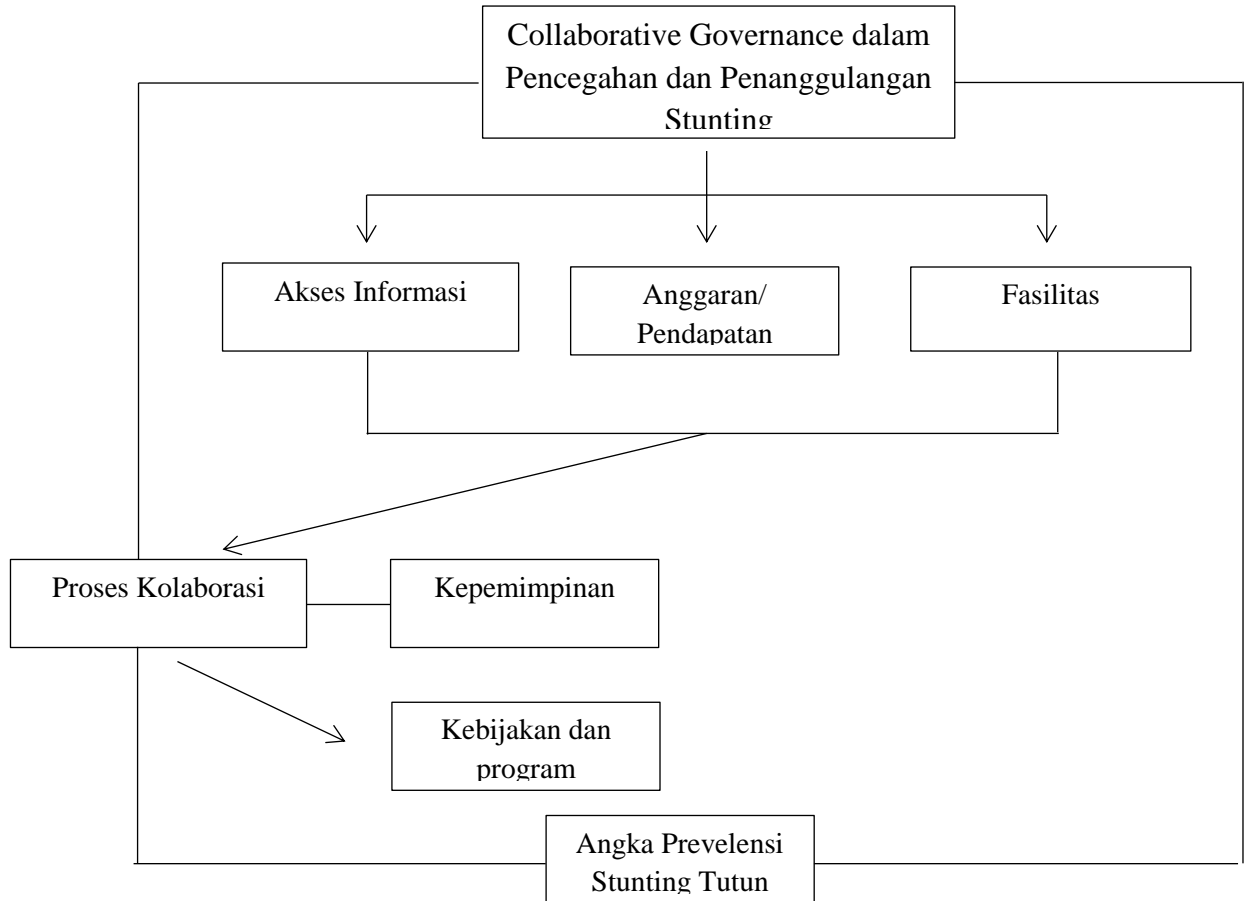 Collaborative Governance dalam
Pencegahan dan Penanggulangan
Stunting
Akses Informasi
Anggaran/
Pendapatan
Fasilitas
Proses Kolaborasi
Kepemimpinan
Kebijakan dan
program
Angka Prevelensi
Stunting Tutun